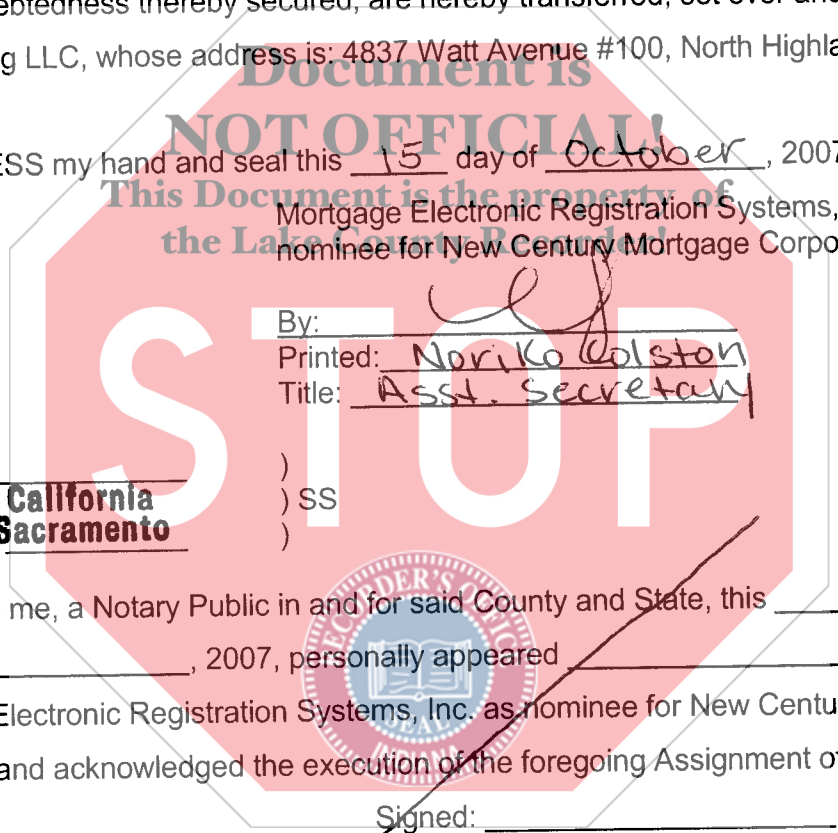 ebtedness thereby secured, are hereby transferred, set over and
g LLC, whose address is: 4837 Watt Avenue #100, North Highla
Document is
NOT OFFICIAL!
ESS my hand and seal this 15 day of October, 2007
This Document is the property of
the Lake County Recorder!
Mortgage Electronic Registration Systems,
nominee for New Century Mortgage Corpo
STOP
By:
Printed: Noriko Colston
Title: Asst. Secretary
)
California ) SS
Sacramento )
me, a Notary Public in and for said County and State, this
, 2007, personally appeared
RECORDER'S OFFICE
SEAL
INDIANA
Electronic Registration Systems, Inc. as nominee for New Centu
and acknowledged the execution of the foregoing Assignment of
Signed: